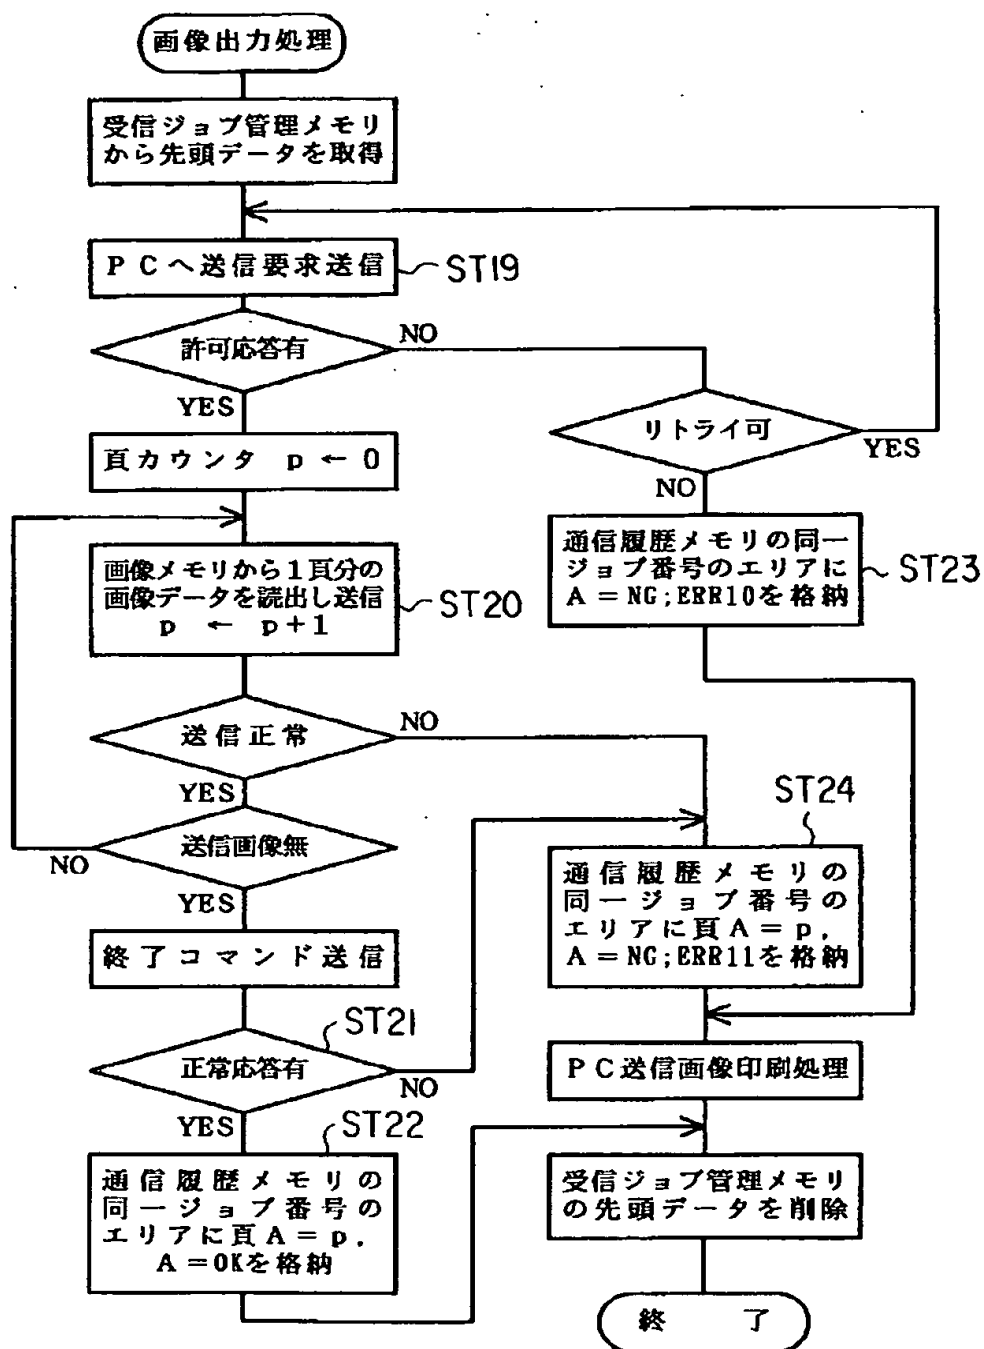 画像出力処理
受信ジョブ管理メモリ
から先頭データを取得
PCへ送信要求送信
ST19
許可応答有
NO
YES
リトライ可
YES
NO
頁カウンタ p ← 0
通信履歴メモリの同一
ジョブ番号のエリアに
A=NG;ERR10を格納
ST23
画像メモリから1頁分の
画像データを読出し送信
p ← p+1
ST20
送信正常
NO
YES
送信画像無
NO
YES
ST24
通信履歴メモリの
同一ジョブ番号の
エリアに頁A=p,
A=NG;ERR11を格納
終了コマンド送信
ST21
正常応答有
NO
YES
PC送信画像印刷処理
ST22
通信履歴メモリの
同一ジョブ番号の
エリアに頁A=p,
A=OKを格納
受信ジョブ管理メモリ
の先頭データを削除
終 了